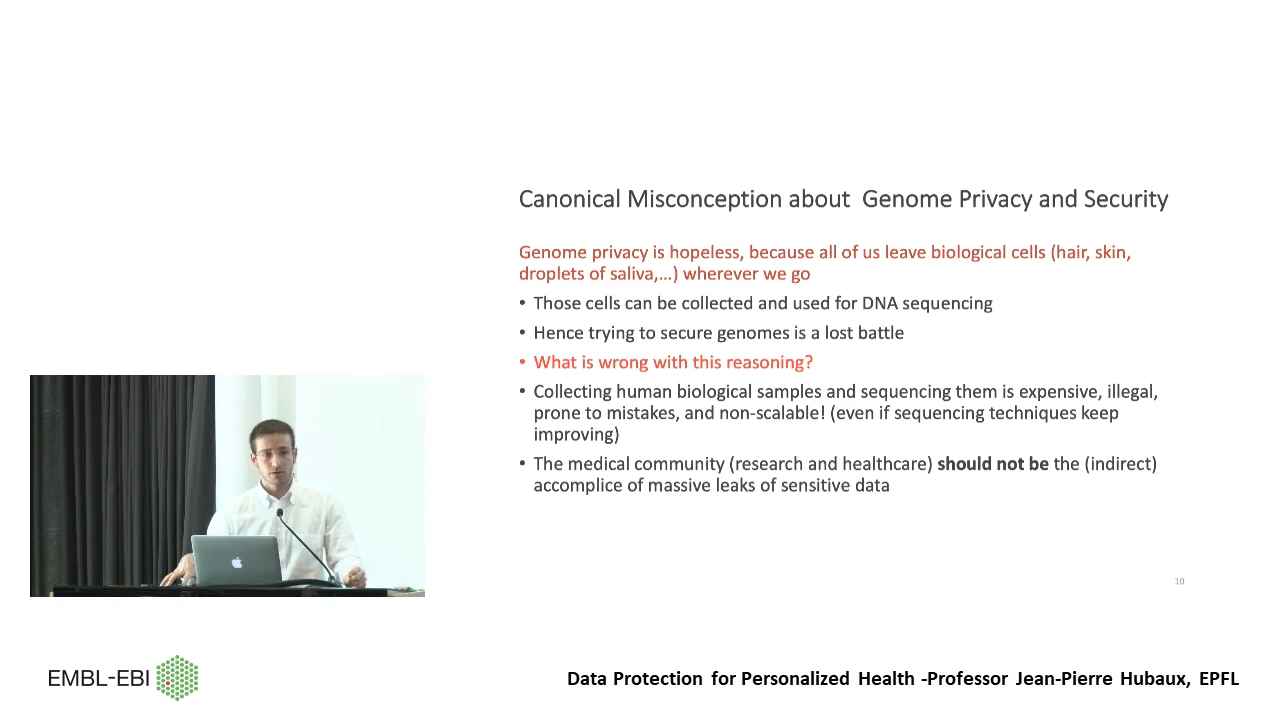 Canonical Misconception about Genome Privacy and Security
Genome privacy is hopeless, because all of us leave biological cells (hair, skin,
droplets of saliva,...) wherever we go
• Those cells can be collected and used for DNA sequencing
• Hence trying to secure genomes is a lost battle
• What is wrong with this reasoning?
• Collecting human biological samples and sequencing them is expensive, illegal,
prone to mistakes, and non-scalable! (even if sequencing techniques keep
improving)
• The medical community (research and healthcare) should not be the (indirect)
accomplice of massive leaks of sensitive data
10
EMBL-EBI
Data Protection for Personalized Health -Professor Jean-Pierre Hubaux, EPFL